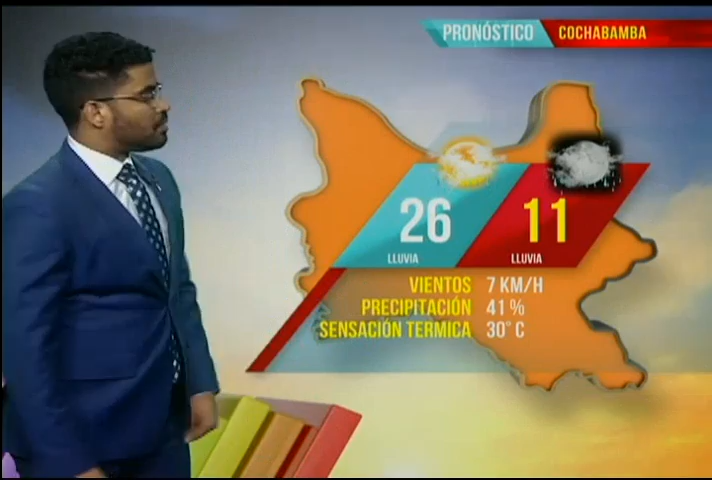 PRONÓSTICO COCHABAMBA
26 11
LLUVIA LLUVIA
VIENTOS 7 KM/H
PRECIPITACIÓN 41 %
SENSACIÓN TERMICA 30° C